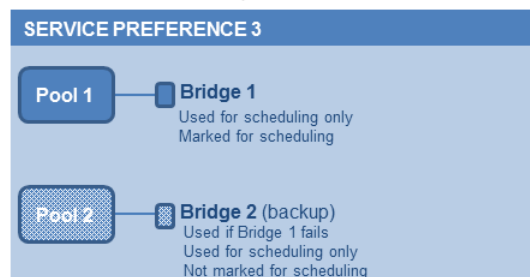 SERVICE PREFERENCE 3
Pool 1
Bridge 1
Used for scheduling only
Marked for scheduling
Pool 2
Bridge 2 (backup)
Used if Bridge 1 fails
Used for scheduling only
Not marked for scheduling